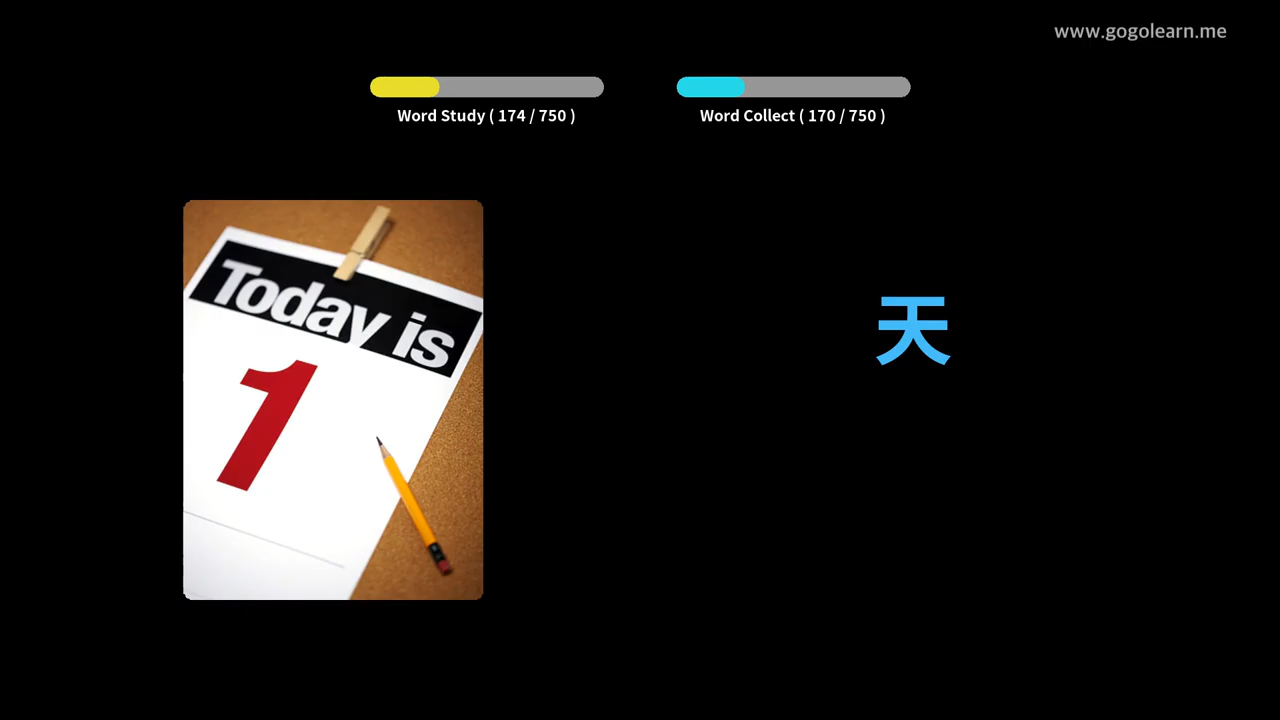 www.gogolearn.me
Word Study ( 174 / 750 )
Word Collect ( 170 / 750 )
Today is
1
天